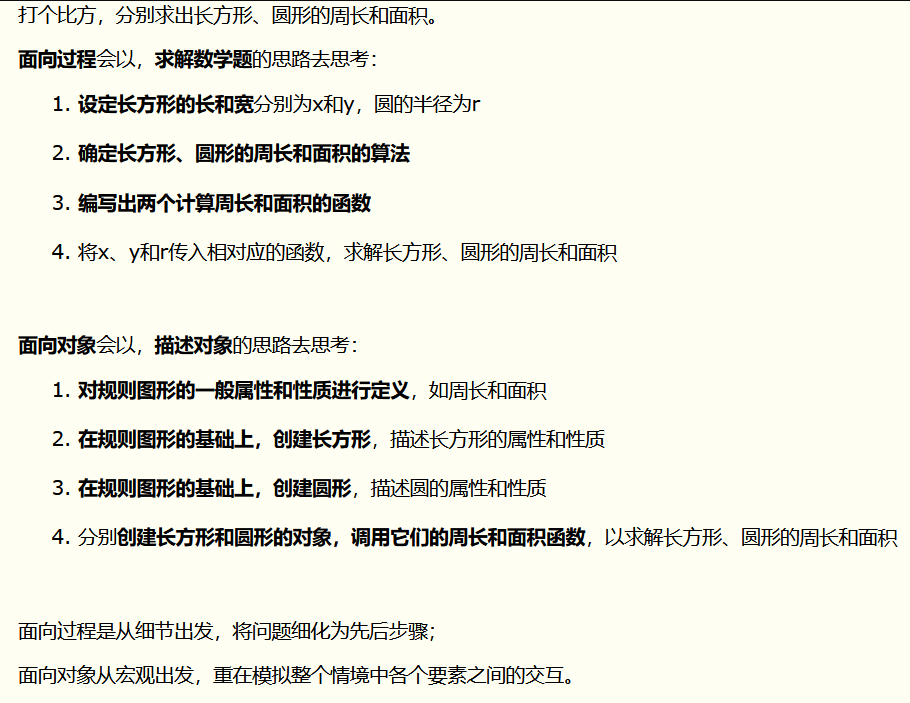 打个比方，分别求出长方形、圆形的周长和面积。
面向过程会以，求解数学题的思路去思考：
1. 设定长方形的长和宽分别为x和y，圆的半径为r
2. 确定长方形、圆形的周长和面积的算法
3. 编写出两个计算周长和面积的函数
4. 将x、y和r传入相对应的函数，求解长方形、圆形的周长和面积
面向对象会以，描述对象的思路去思考：
1. 对规则图形的一般属性和性质进行定义，如周长和面积
2. 在规则图形的基础上，创建长方形，描述长方形的属性和性质
3. 在规则图形的基础上，创建圆形，描述圆的属性和性质
4. 分别创建长方形和圆形的对象，调用它们的周长和面积函数，以求解长方形、圆形的周长和面积
面向过程是从细节出发，将问题细化为先后步骤；
面向对象从宏观出发，重在模拟整个情境中各个要素之间的交互。